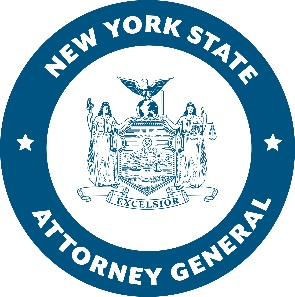 NEW YORK STATE
EXCELSIOR
ATTORNEY GENERAL